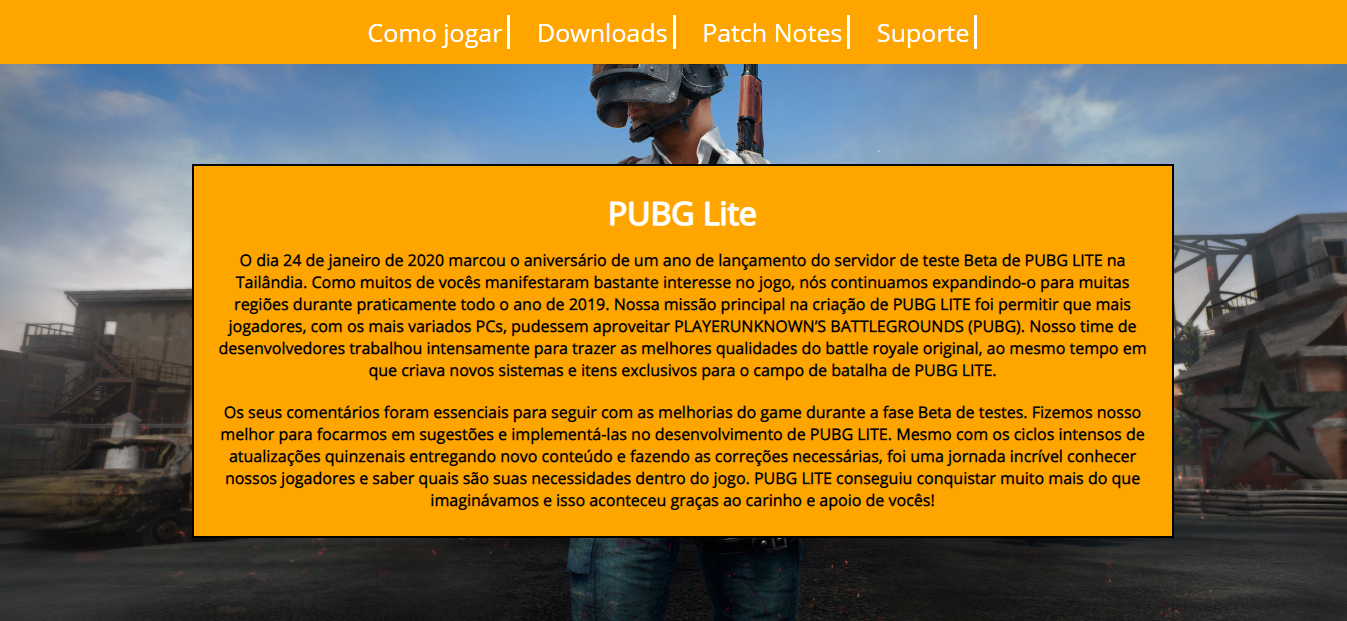 Como jogar
Downloads
Patch Notes
Suporte
PUBG Lite
O dia 24 de janeiro de 2020 marcou o aniversário de um ano de lançamento do servidor de teste Beta de PUBG LITE na
Tailândia. Como muitos de vocês manifestaram bastante interesse no jogo, nós continuamos expandindo-o para muitas
regiões durante praticamente todo o ano de 2019. Nossa missão principal na criação de PUBG LITE foi permitir que mais
jogadores, com os mais variados PCs, pudessem aproveitar PLAYERUNKNOWN’S BATTLEGROUNDS (PUBG). Nosso time de
desenvolvedores trabalhou intensamente para trazer as melhores qualidades do battle royale original, ao mesmo tempo em
que criava novos sistemas e itens exclusivos para o campo de batalha de PUBG LITE.
Os seus comentários foram essenciais para seguir com as melhorias do game durante a fase Beta de testes. Fizemos nosso
melhor para focarmos em sugestões e implementá-las no desenvolvimento de PUBG LITE. Mesmo com os ciclos intensos de
atualizações quinzenais entregando novo conteúdo e fazendo as correções necessárias, foi uma jornada incrível conhecer
nossos jogadores e saber quais são suas necessidades dentro do jogo. PUBG LITE conseguiu conquistar muito mais do que
imaginávamos e isso aconteceu graças ao carinho e apoio de vocês!